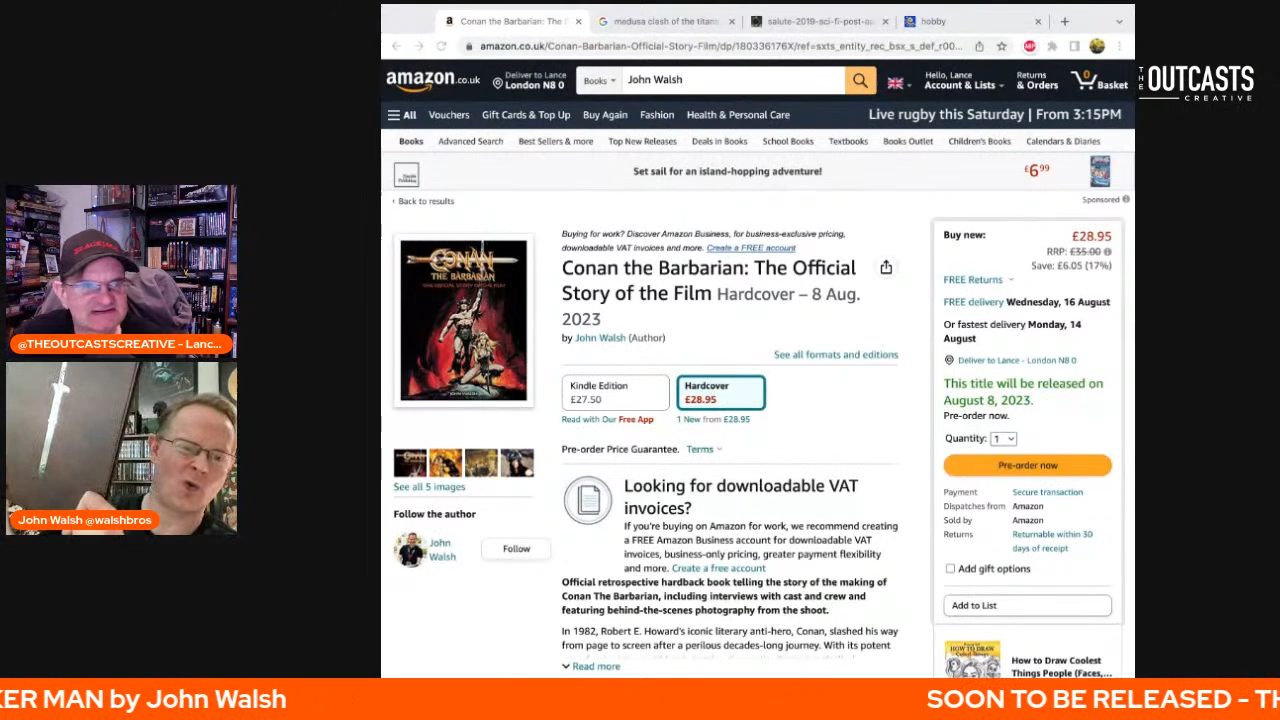 Conan the Barbarian: The F
medusa clash of the titans
salute-2019-sci-fi-post-ap
hobby
amazon.co.uk/Conan-Barbarian-Official-Story-Film/dp/180336176X/ref=sxts_entity_rec_bsx_s_def_r00...
amazon.co.uk
Deliver to Lance
London N8 0
Books
John Walsh
Hello, Lance
Account & Lists
Returns
& Orders
0
Basket
THE OUTCASTS
CREATIVE
All
Vouchers
Gift Cards & Top Up
Buy Again
Fashion
Health & Personal Care
Live rugby this Saturday | From 3:15PM
Books
Advanced Search
Best Sellers & more
Top New Releases
Deals in Books
School Books
Textbooks
Books Outlet
Children's Books
Calendars & Diaries
Set sail for an island-hopping adventure!
£6.99
‹ Back to results
Sponsored
CONAN
THE BARBARIAN
THE OFFICIAL STORY OF THE FILM
JOHN WALSH
See all 5 images
Follow the author
John
Walsh
Follow
Buying for work? Discover Amazon Business, for business-exclusive pricing,
downloadable VAT invoices and more. Create a FREE account
Conan the Barbarian: The Official
Story of the Film Hardcover – 8 Aug.
2023
by John Walsh (Author)
See all formats and editions
Kindle Edition
£27.50
Hardcover
£28.95
Read with Our Free App
1 New from £28.95
Pre-order Price Guarantee. Terms
Looking for downloadable VAT
invoices?
If you're buying on Amazon for work, we recommend creating
a FREE Amazon Business account for downloadable VAT
invoices, business-only pricing, greater payment flexibility
and more. Create a free account
Official retrospective hardback book telling the story of the making of
Conan The Barbarian, including interviews with cast and crew and
featuring behind-the-scenes photography from the shoot.
In 1982, Robert E. Howard's iconic literary anti-hero, Conan, slashed his way
from page to screen after a perilous decades-long journey. With its potent
Read more
Buy new:
£28.95
RRP: £35.00
Save: £6.05 (17%)
FREE Returns
FREE delivery Wednesday, 16 August
Or fastest delivery Monday, 14
August
Deliver to Lance - London N8 0
This title will be released on
August 8, 2023.
Pre-order now.
Quantity: 1
Pre-order now
Payment Secure transaction
Dispatches from Amazon
Sold by Amazon
Returns Returnable within 30
days of receipt
Add gift options
Add to List
HOW TO DRAW
How to Draw Coolest
Things People (Faces,...
@THEOUTCASTSCREATIVE - Lanc...
John Walsh @walshbros
KER MAN by John Walsh
SOON TO BE RELEASED - TH